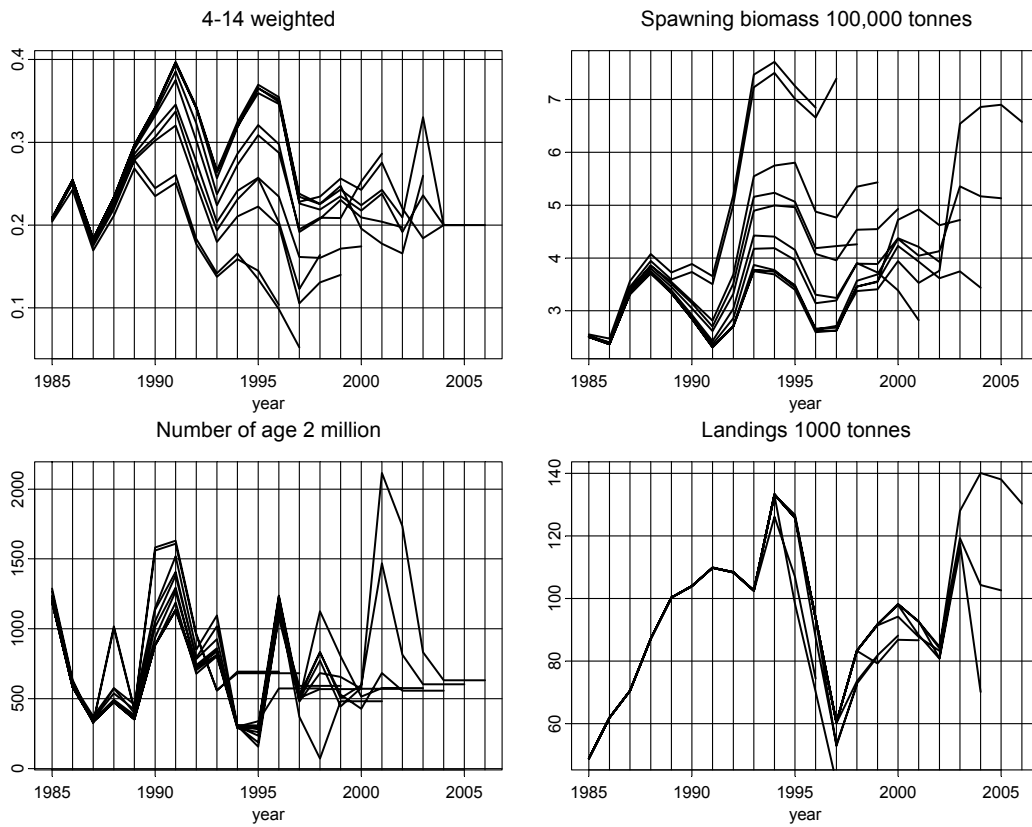 4-14 weighted
Spawning biomass 100,000 tonnes
0.4
0.3
0.2
0.1
7
6
5
4
3
1985 1990 1995 2000 2005
year
1985 1990 1995 2000 2005
year
Number of age 2 million
Landings 1000 tonnes
2000
1500
1000
500
0
140
120
100
80
60
1985 1990 1995 2000 2005
year
1985 1990 1995 2000 2005
year